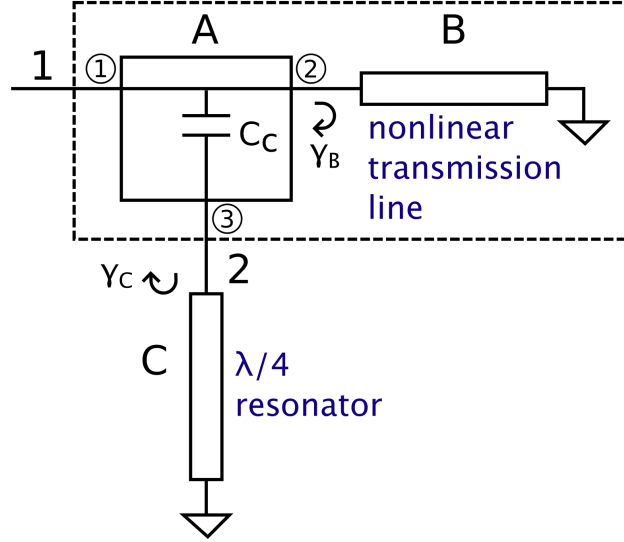 A
B
1
①
②
C_C
γ_B
nonlinear
transmission
line
③
γ_C
2
C
λ/4
resonator